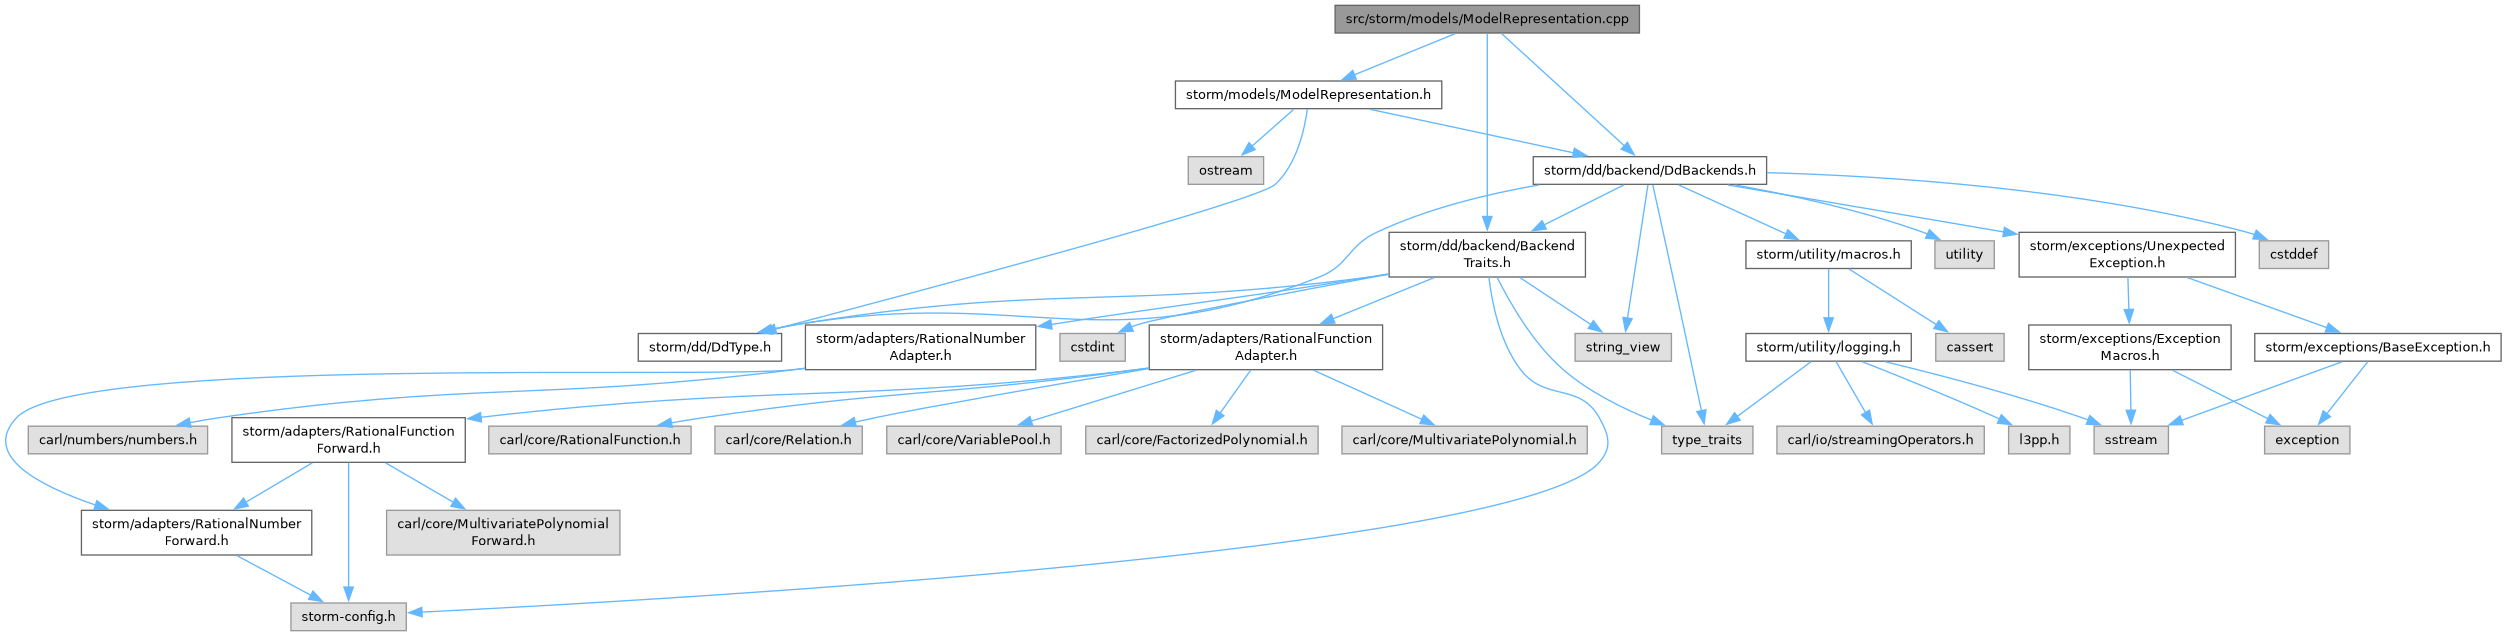 src/storm/models/ModelRepresentation.cpp
storm/models/ModelRepresentation.h
ostream
storm/dd/backend/DdBackends.h
storm/dd/backend/Backend
Traits.h
storm/utility/macros.h
utility
storm/exceptions/Unexpected
Exception.h
cstddef
storm/dd/DdType.h
storm/adapters/RationalNumber
Adapter.h
cstdint
storm/adapters/RationalFunction
Adapter.h
string_view
storm/utility/logging.h
cassert
storm/exceptions/Exception
Macros.h
storm/exceptions/BaseException.h
carl/numbers/numbers.h
storm/adapters/RationalFunction
Forward.h
carl/core/RationalFunction.h
carl/core/Relation.h
carl/core/VariablePool.h
carl/core/FactorizedPolynomial.h
carl/core/MultivariatePolynomial.h
type_traits
carl/io/streamingOperators.h
l3pp.h
sstream
exception
storm/adapters/RationalNumber
Forward.h
carl/core/MultivariatePolynomial
Forward.h
storm-config.h